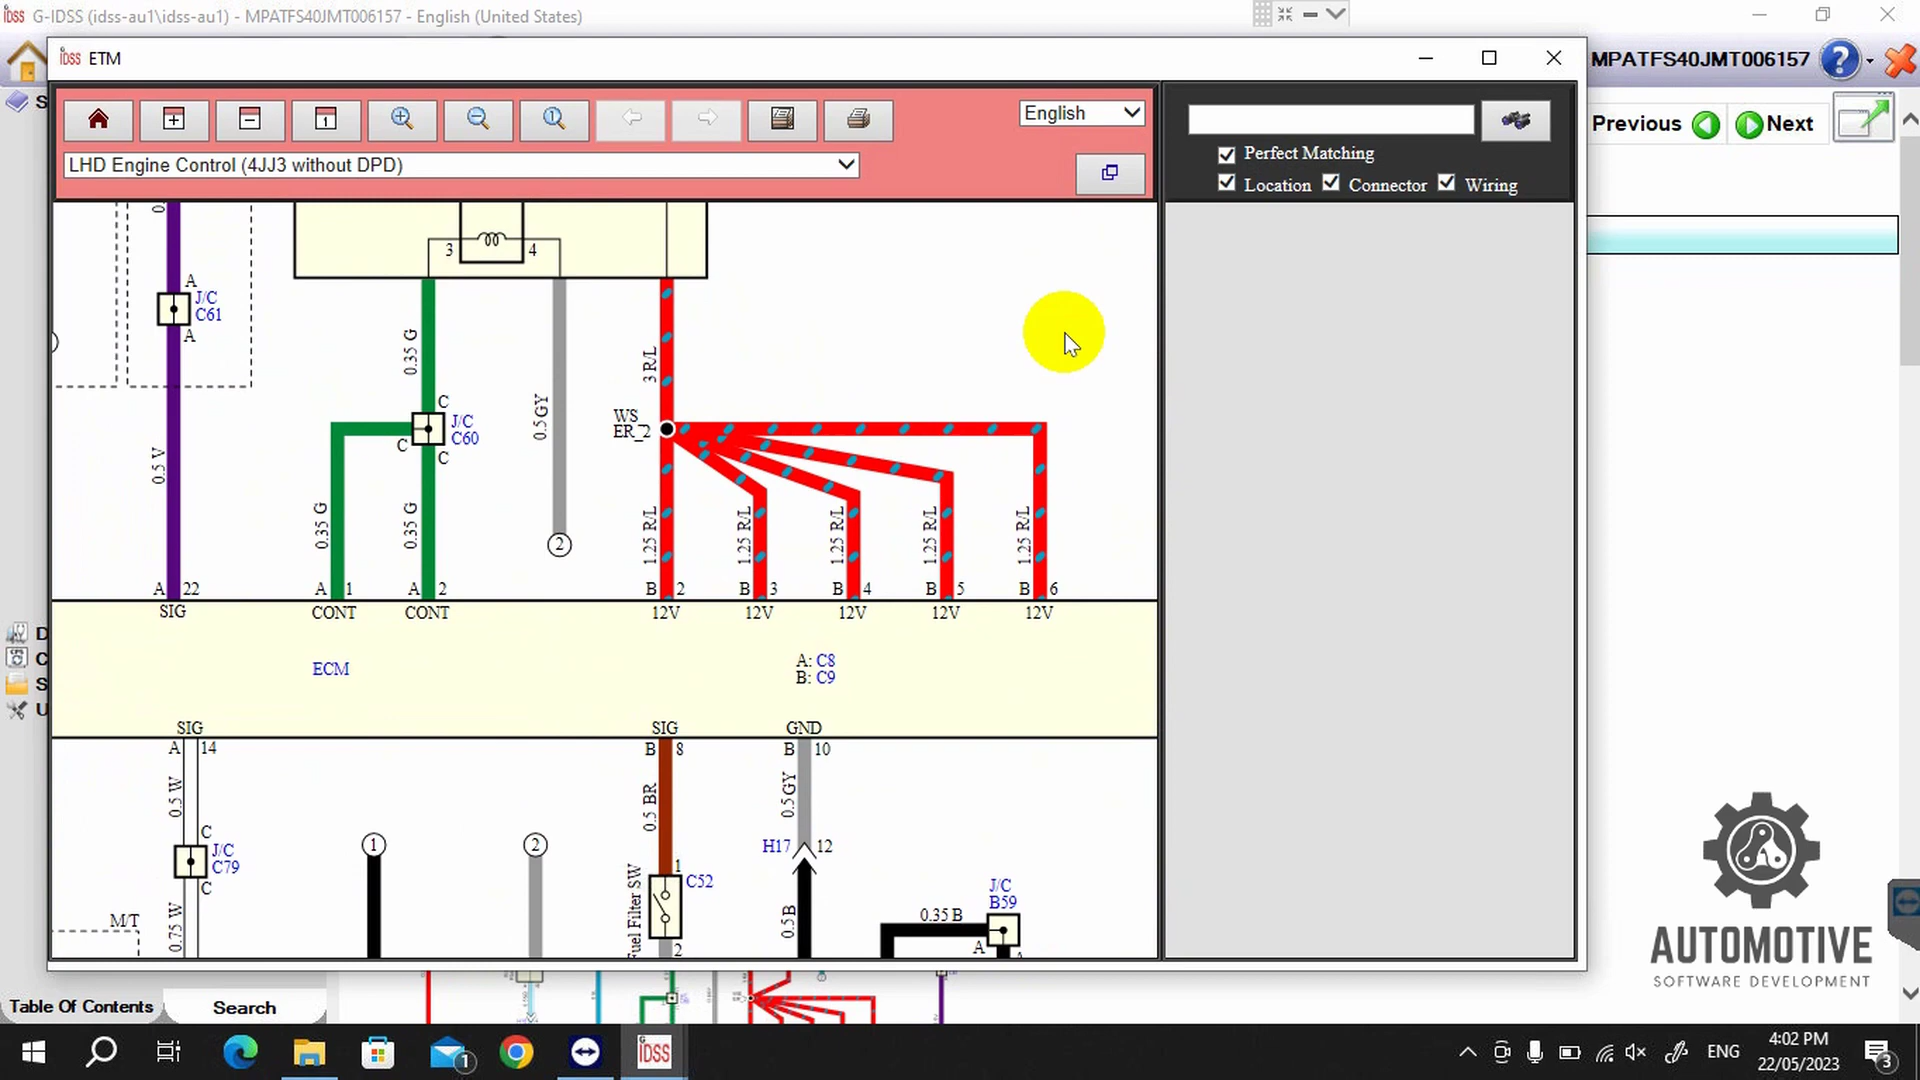 G-IDSS (idss-au1\idss-au1) - MPATFS40JMT006157 - English (United States)
IDSS ETM
MPATFS40JMT006157
Previous
Next
English
LHD Engine Control (4JJ3 without DPD)
Perfect Matching
Location
Connector
Wiring
3
4
A
J/C
C61
A
0.35 G
3 R/L
C
J/C
C60
C
C
0.5 GY
WS
ER_2
0.5 V
0.35 G
0.35 G
2
1.25 R/L
1.25 R/L
1.25 R/L
1.25 R/L
1.25 R/L
A 22
A 1
A 2
B 2
B 3
B 4
B 5
B 6
SIG
CONT
CONT
12V
12V
12V
12V
12V
ECM
A: C8
B: C9
SIG
SIG
GND
A 14
B 8
B 10
0.5 W
0.5 BR
0.5 GY
C
J/C
C79
C
1
2
H17
12
1
C52
Fuel Filter SW
2
J/C
B59
0.35 B
A
M/T
0.75 W
0.5 B
AUTOMOTIVE
SOFTWARE DEVELOPMENT
Table Of Contents
Search
1
IDSS
ENG
4:02 PM
22/05/2023
3